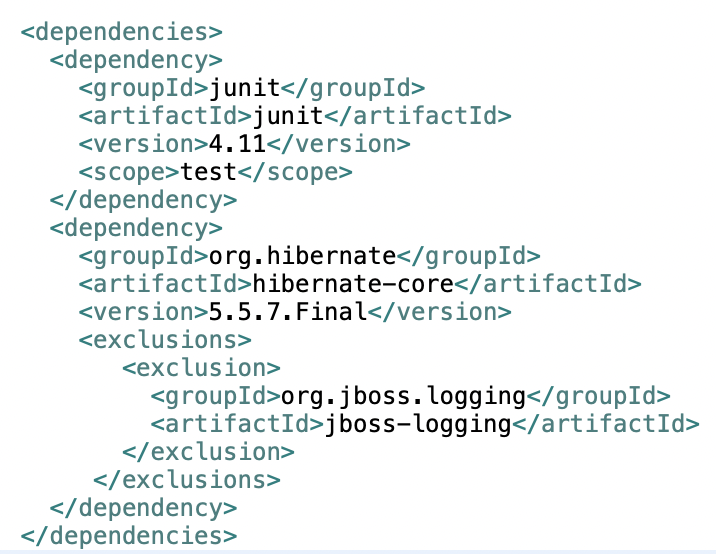 <dependencies>
  <dependency>
    <groupId>junit</groupId>
    <artifactId>junit</artifactId>
    <version>4.11</version>
    <scope>test</scope>
  </dependency>
  <dependency>
    <groupId>org.hibernate</groupId>
    <artifactId>hibernate-core</artifactId>
    <version>5.5.7.Final</version>
    <exclusions>
       <exclusion>
         <groupId>org.jboss.logging</groupId>
         <artifactId>jboss-logging</artifactId>
       </exclusion>
     </exclusions>
  </dependency>
</dependencies>